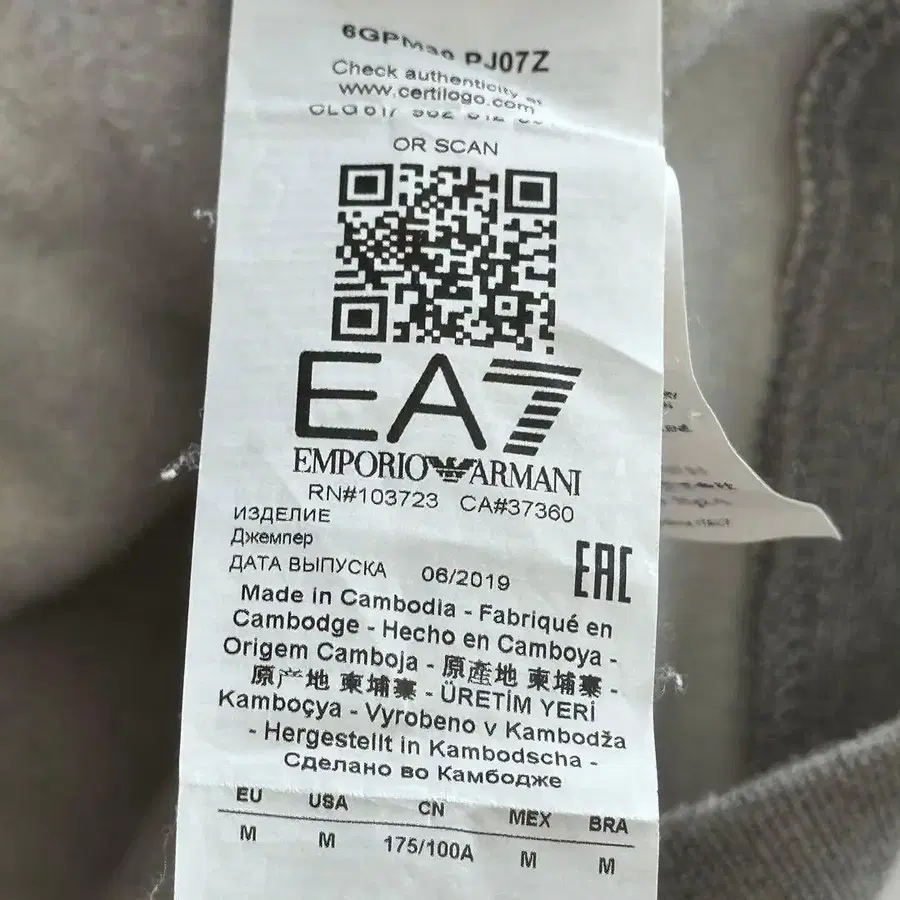 PJ07Z
Check authenticity at
www.certilogo.com
OR SCAN
EA7
EMPORIO ARMANI
RN#103723 CA#37360
ИЗДЕЛИЕ
Джемпер
ДАТА ВЫПУСКА 06/2019
EAC
Made in Cambodia - Fabriqué en
Cambodge - Hecho en Camboya -
Origem Camboja - 原產地 柬埔寨 -
原产地 柬埔寨 - ÜRETİM YERİ
Kamboçya - Vyrobeno v Kambodža
- Hergestellt in Kambodscha -
Сделано во Камбодже
EU USA CN MEX BRA
M M 175/100A M M